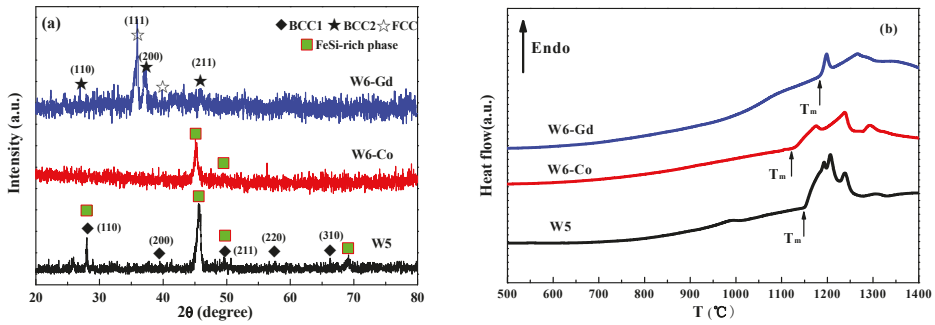 (a)
BCC1 BCC2 FCC
FeSi-rich phase
(111)
(200)
(110)
(211)
W6-Gd
W6-Co
(110)
(200)
(211)
(220)
(310)
W5
Intensity (a.u.)
20 30 40 50 60 70 80
2θ (degree)
(b)
Endo
W6-Gd
Tm
W6-Co
Tm
W5
Tm
Heat flow(a.u.)
500 600 700 800 900 1000 1100 1200 1300 1400
T (℃)